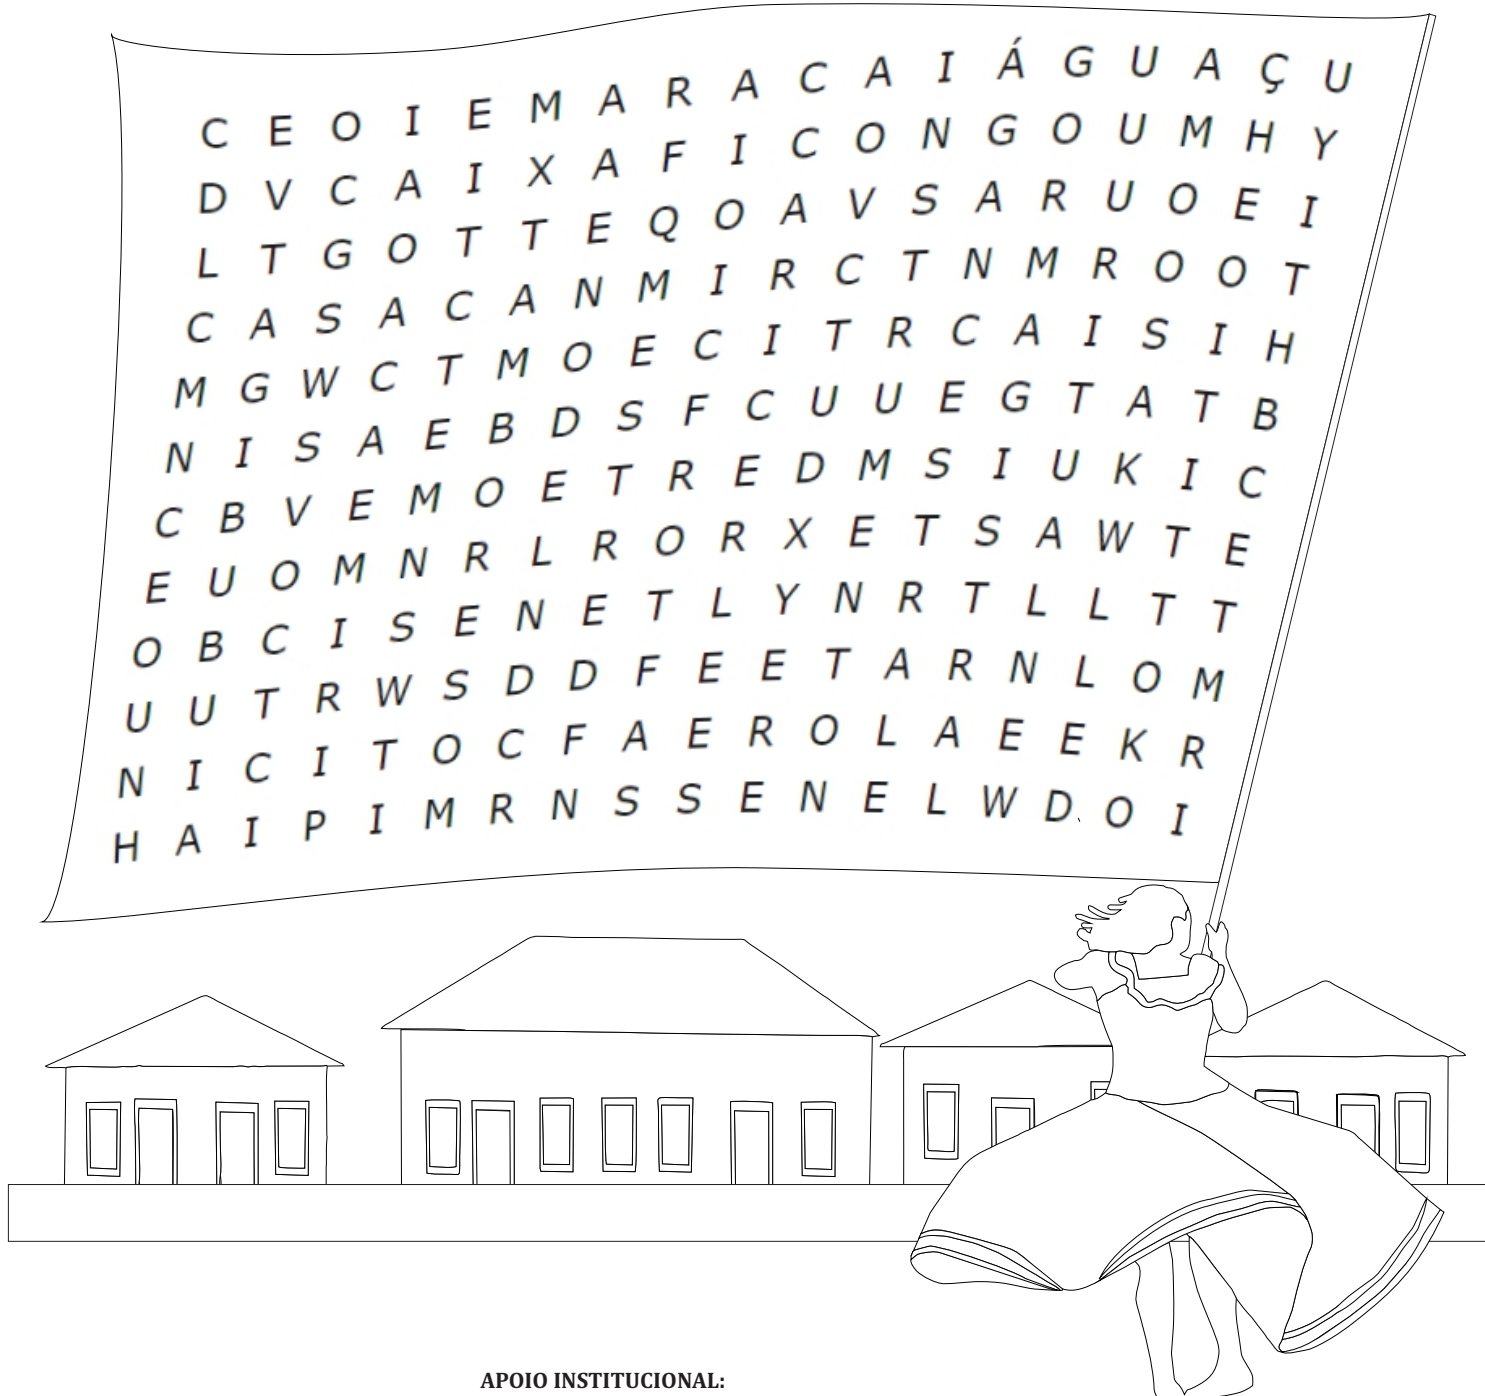 C E O I E M A R A C A I Á G U A Ç U
D V C A I X A F I C O N G O U M H Y
L T G O T T E Q O A V S A R U O E I
C A S A C A N M I R C T N M R O O T
M G W C T M O E C I T R C A I S I H
N I S A E B D S F C U U E G T A T B
C B V E M O E T R E D M S I U K I C
E U O M N R L R O R X E T S A W T E
O B C I S E N E T L Y N R T L L T T
U U T R W S D D F E E T A R N L O M
N I C I T O C F A E R O L A E E K R
H A I P I M R N S S E N E L W D O I
APOIO INSTITUCIONAL: